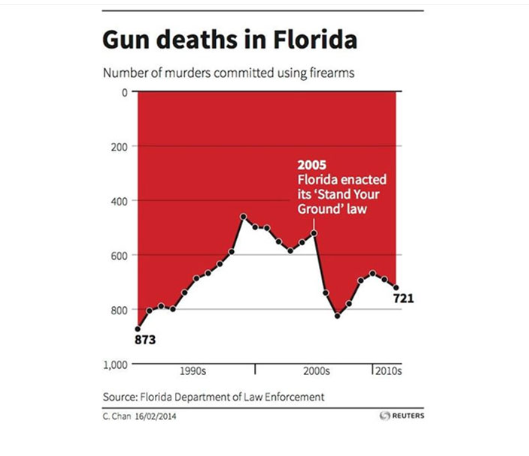 Gun deaths in Florida
Number of murders committed using firearms
0
200
2005
Florida enacted
its ‘Stand Your
Ground’ law
400
600
800
721
873
1,000
1990s
2000s
2010s
Source: Florida Department of Law Enforcement
C. Chan 16/02/2014
REUTERS